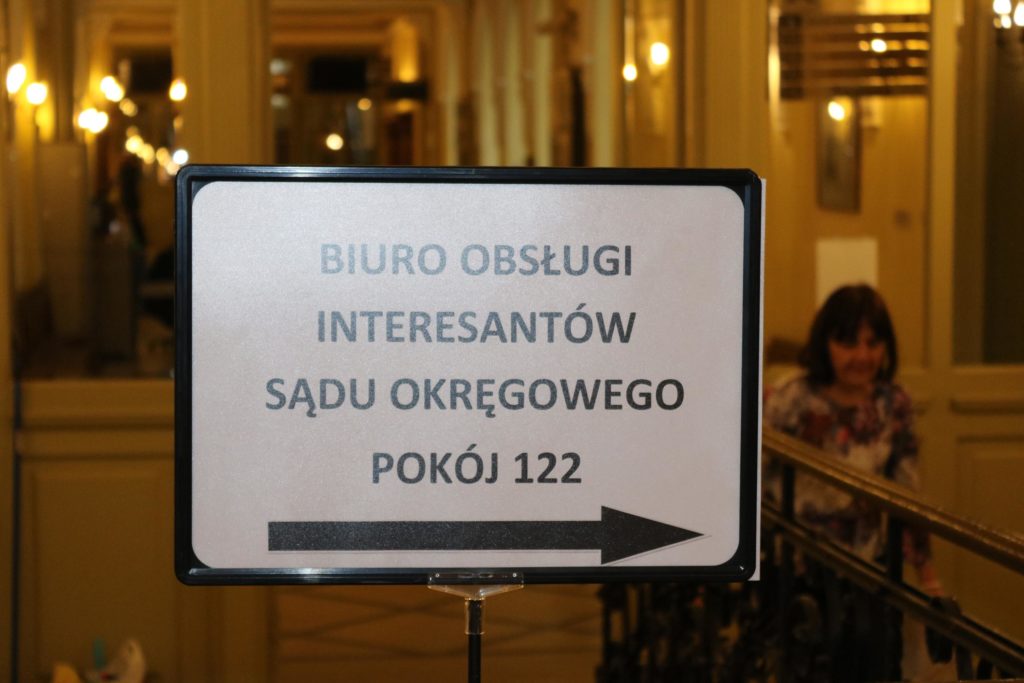 BIURO OBSŁUGI
INTERESANTÓW
SĄDU OKRĘGOWEGO
POKÓJ 122